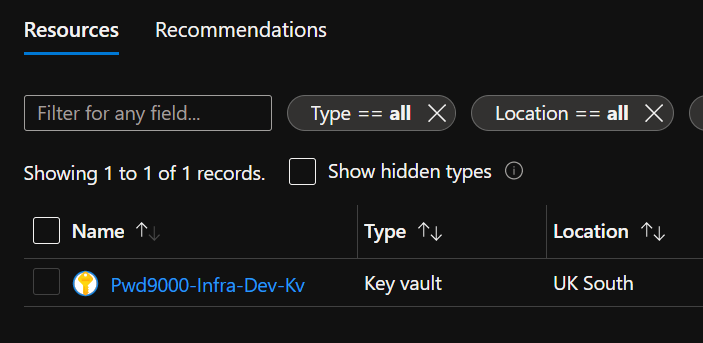 Resources Recommendations
Filter for any field... Type == all Location == all
Showing 1 to 1 of 1 records. Show hidden types
Name Type Location
Pwd9000-Infra-Dev-Kv Key vault UK South